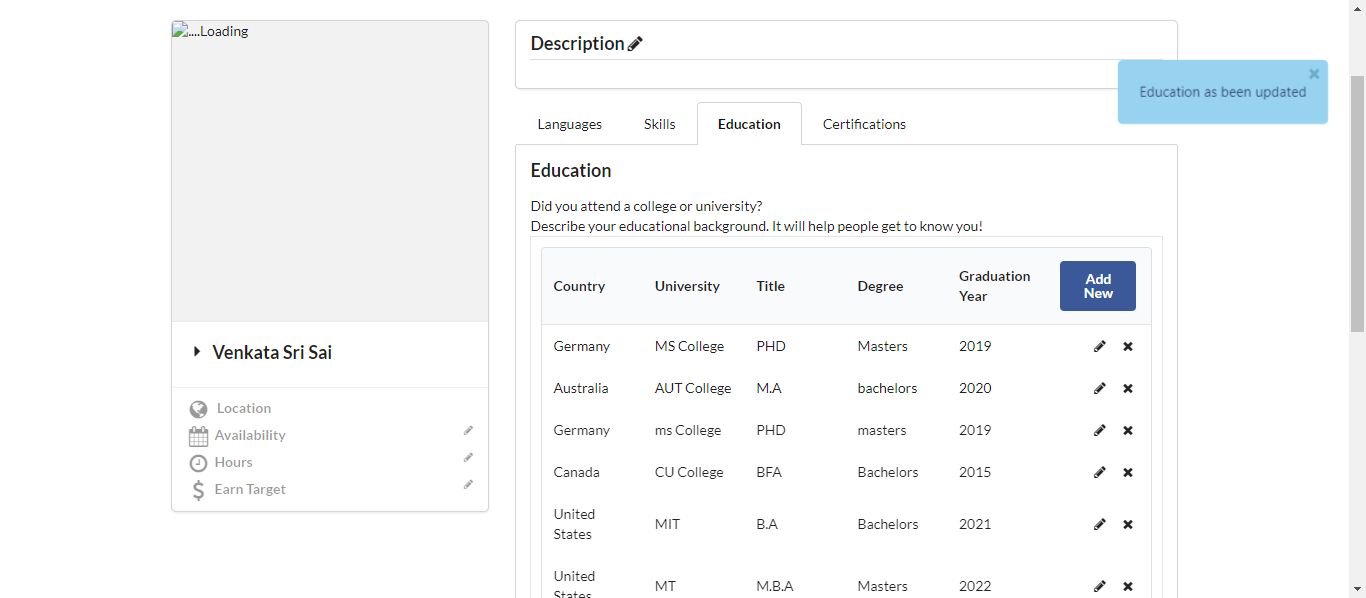 ....Loading
Venkata Sri Sai
Location
Availability
Hours
Earn Target
Description
Education as been updated
Languages Skills Education Certifications
Education
Did you attend a college or university?
Describe your educational background. It will help people get to know you!
Country University Title Degree Graduation Year Add New
Germany MS College PHD Masters 2019
Australia AUT College M.A bachelors 2020
Germany ms College PHD masters 2019
Canada CU College BFA Bachelors 2015
United States MIT B.A Bachelors 2021
United States MT M.B.A Masters 2022